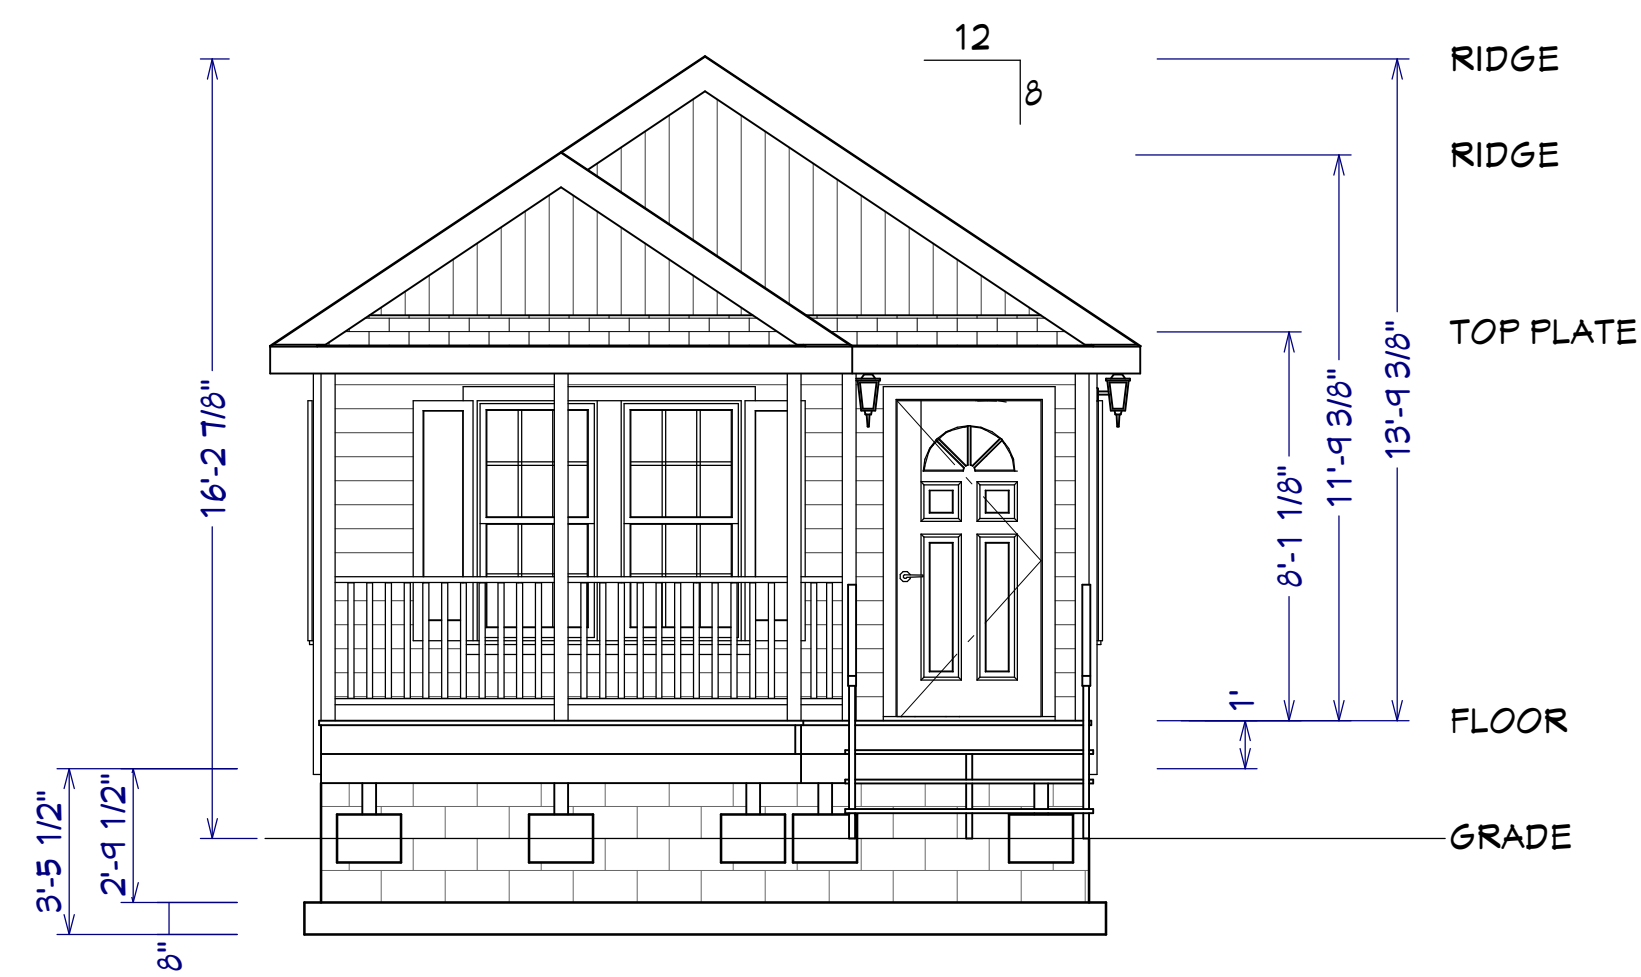 12
8
RIDGE
RIDGE
TOP PLATE
16'-2 7/8"
13'-9 3/8"
11'-9 3/8"
8'-1 1/8"
1'
FLOOR
3'-5 1/2"
2'-9 1/2"
GRADE
8"